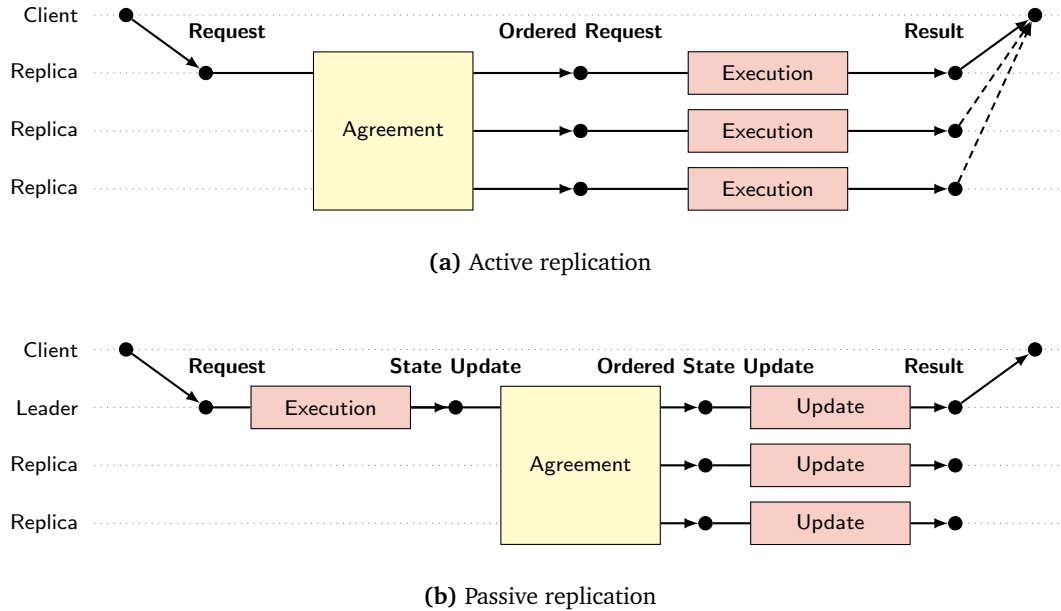 Client
Request
Ordered Request
Result
Replica
Execution
Replica
Agreement
Execution
Replica
Execution
(a) Active replication
Client
Request
State Update
Ordered State Update
Result
Leader
Execution
Update
Replica
Agreement
Update
Replica
Update
(b) Passive replication